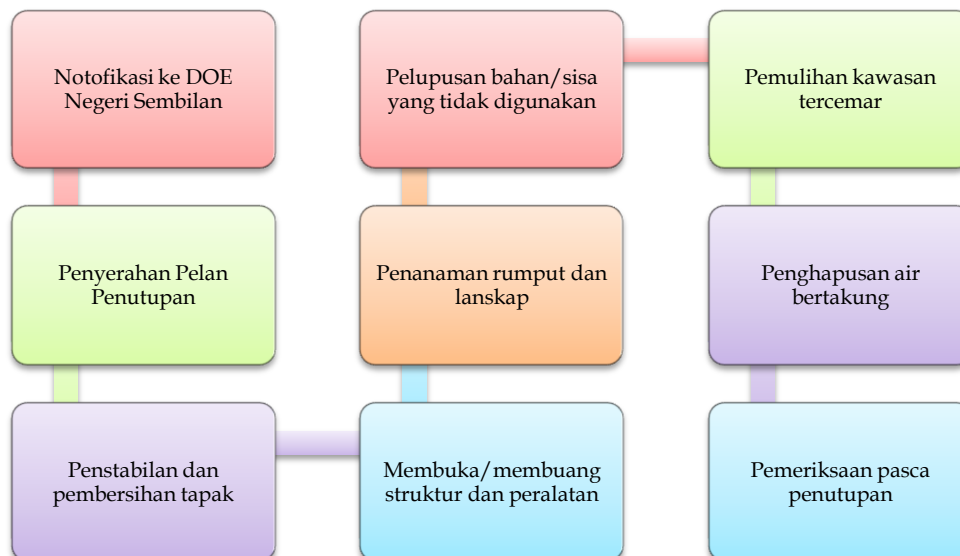 Notofikasi ke DOE
Negeri Sembilan
Penyerahan Pelan
Penutupan
Penstabilan dan
pembersihan tapak
Membuka/membuang
struktur dan peralatan
Penanaman rumput dan
lanskap
Pelupusan bahan/sisa
yang tidak digunakan
Pemulihan kawasan
tercemar
Penghapusan air
bertakung
Pemeriksaan pasca
penutupan